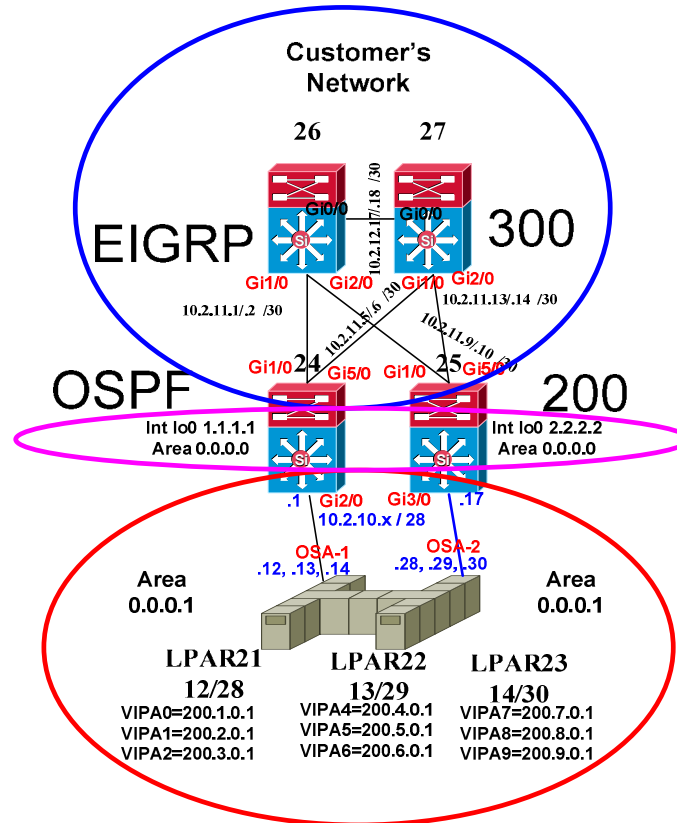 Customer's
Network
26
27
Gi0/0
Gi0/0
10.2.12.17/.18 /30
EIGRP
300
Gi1/0
Gi2/0
Gi1/0
Gi2/0
10.2.11.1/.2 /30
10.2.11.5/.6 /30
10.2.11.13/.14 /30
10.2.11.9/.10 /30
24
25
Gi1/0
Gi5/0
Gi1/0
Gi5/0
OSPF
200
Int lo0 1.1.1.1
Area 0.0.0.0
Int lo0 2.2.2.2
Area 0.0.0.0
Si
Si
Si
Si
.1
Gi2/0
Gi3/0
.17
10.2.10.x / 28
OSA-1
OSA-2
.12, .13, .14
.28, .29, .30
Area
0.0.0.1
Area
0.0.0.1
LPAR21
12/28
VIPA0=200.1.0.1
VIPA1=200.2.0.1
VIPA2=200.3.0.1
LPAR22
13/29
VIPA4=200.4.0.1
VIPA5=200.5.0.1
VIPA6=200.6.0.1
LPAR23
14/30
VIPA7=200.7.0.1
VIPA8=200.8.0.1
VIPA9=200.9.0.1